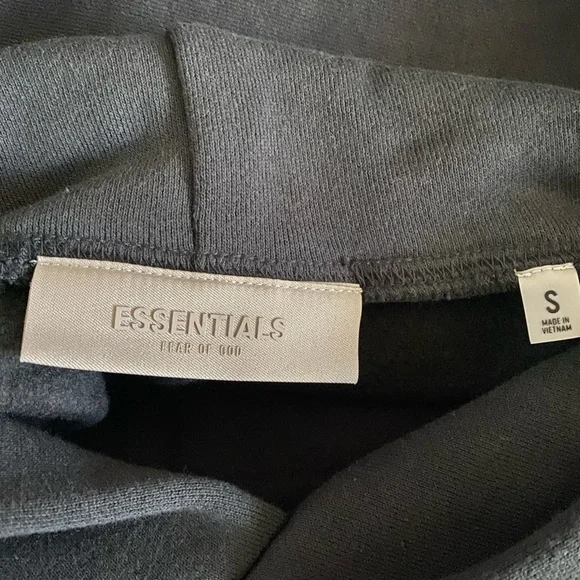 ESSENTIALS
FEAR OF GOD
S
MADE IN
VIETNAM